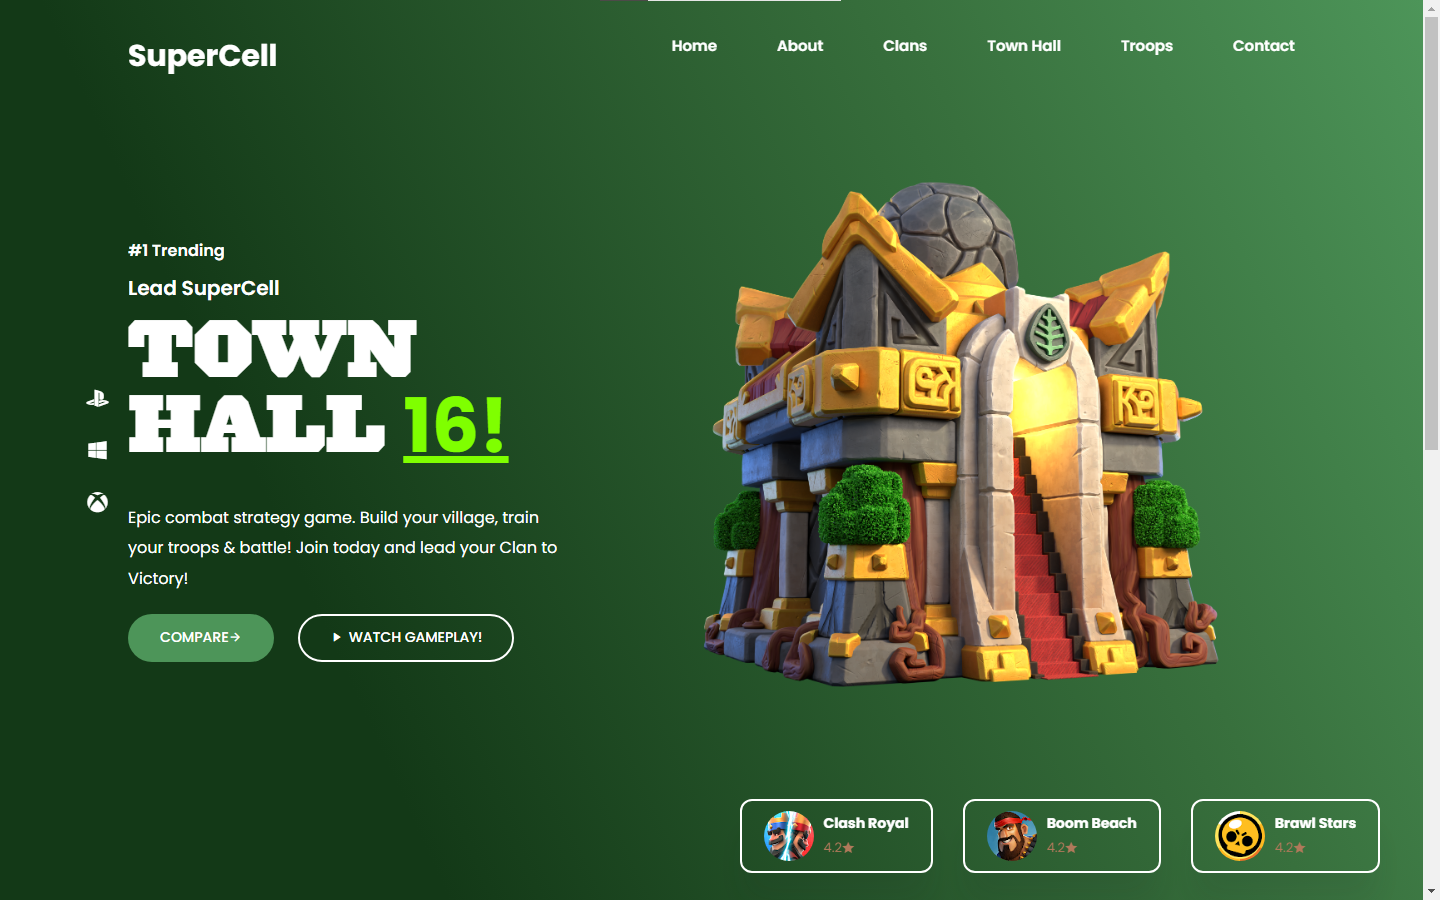 SuperCell
Home
About
Clans
Town Hall
Troops
Contact
#1 Trending
Lead SuperCell
TOWN
HALL 16!
Epic combat strategy game. Build your village, train
your troops & battle! Join today and lead your Clan to
Victory!
COMPARE→
WATCH GAMEPLAY!
Clash Royal
4.2★
Boom Beach
4.2★
Brawl Stars
4.2★